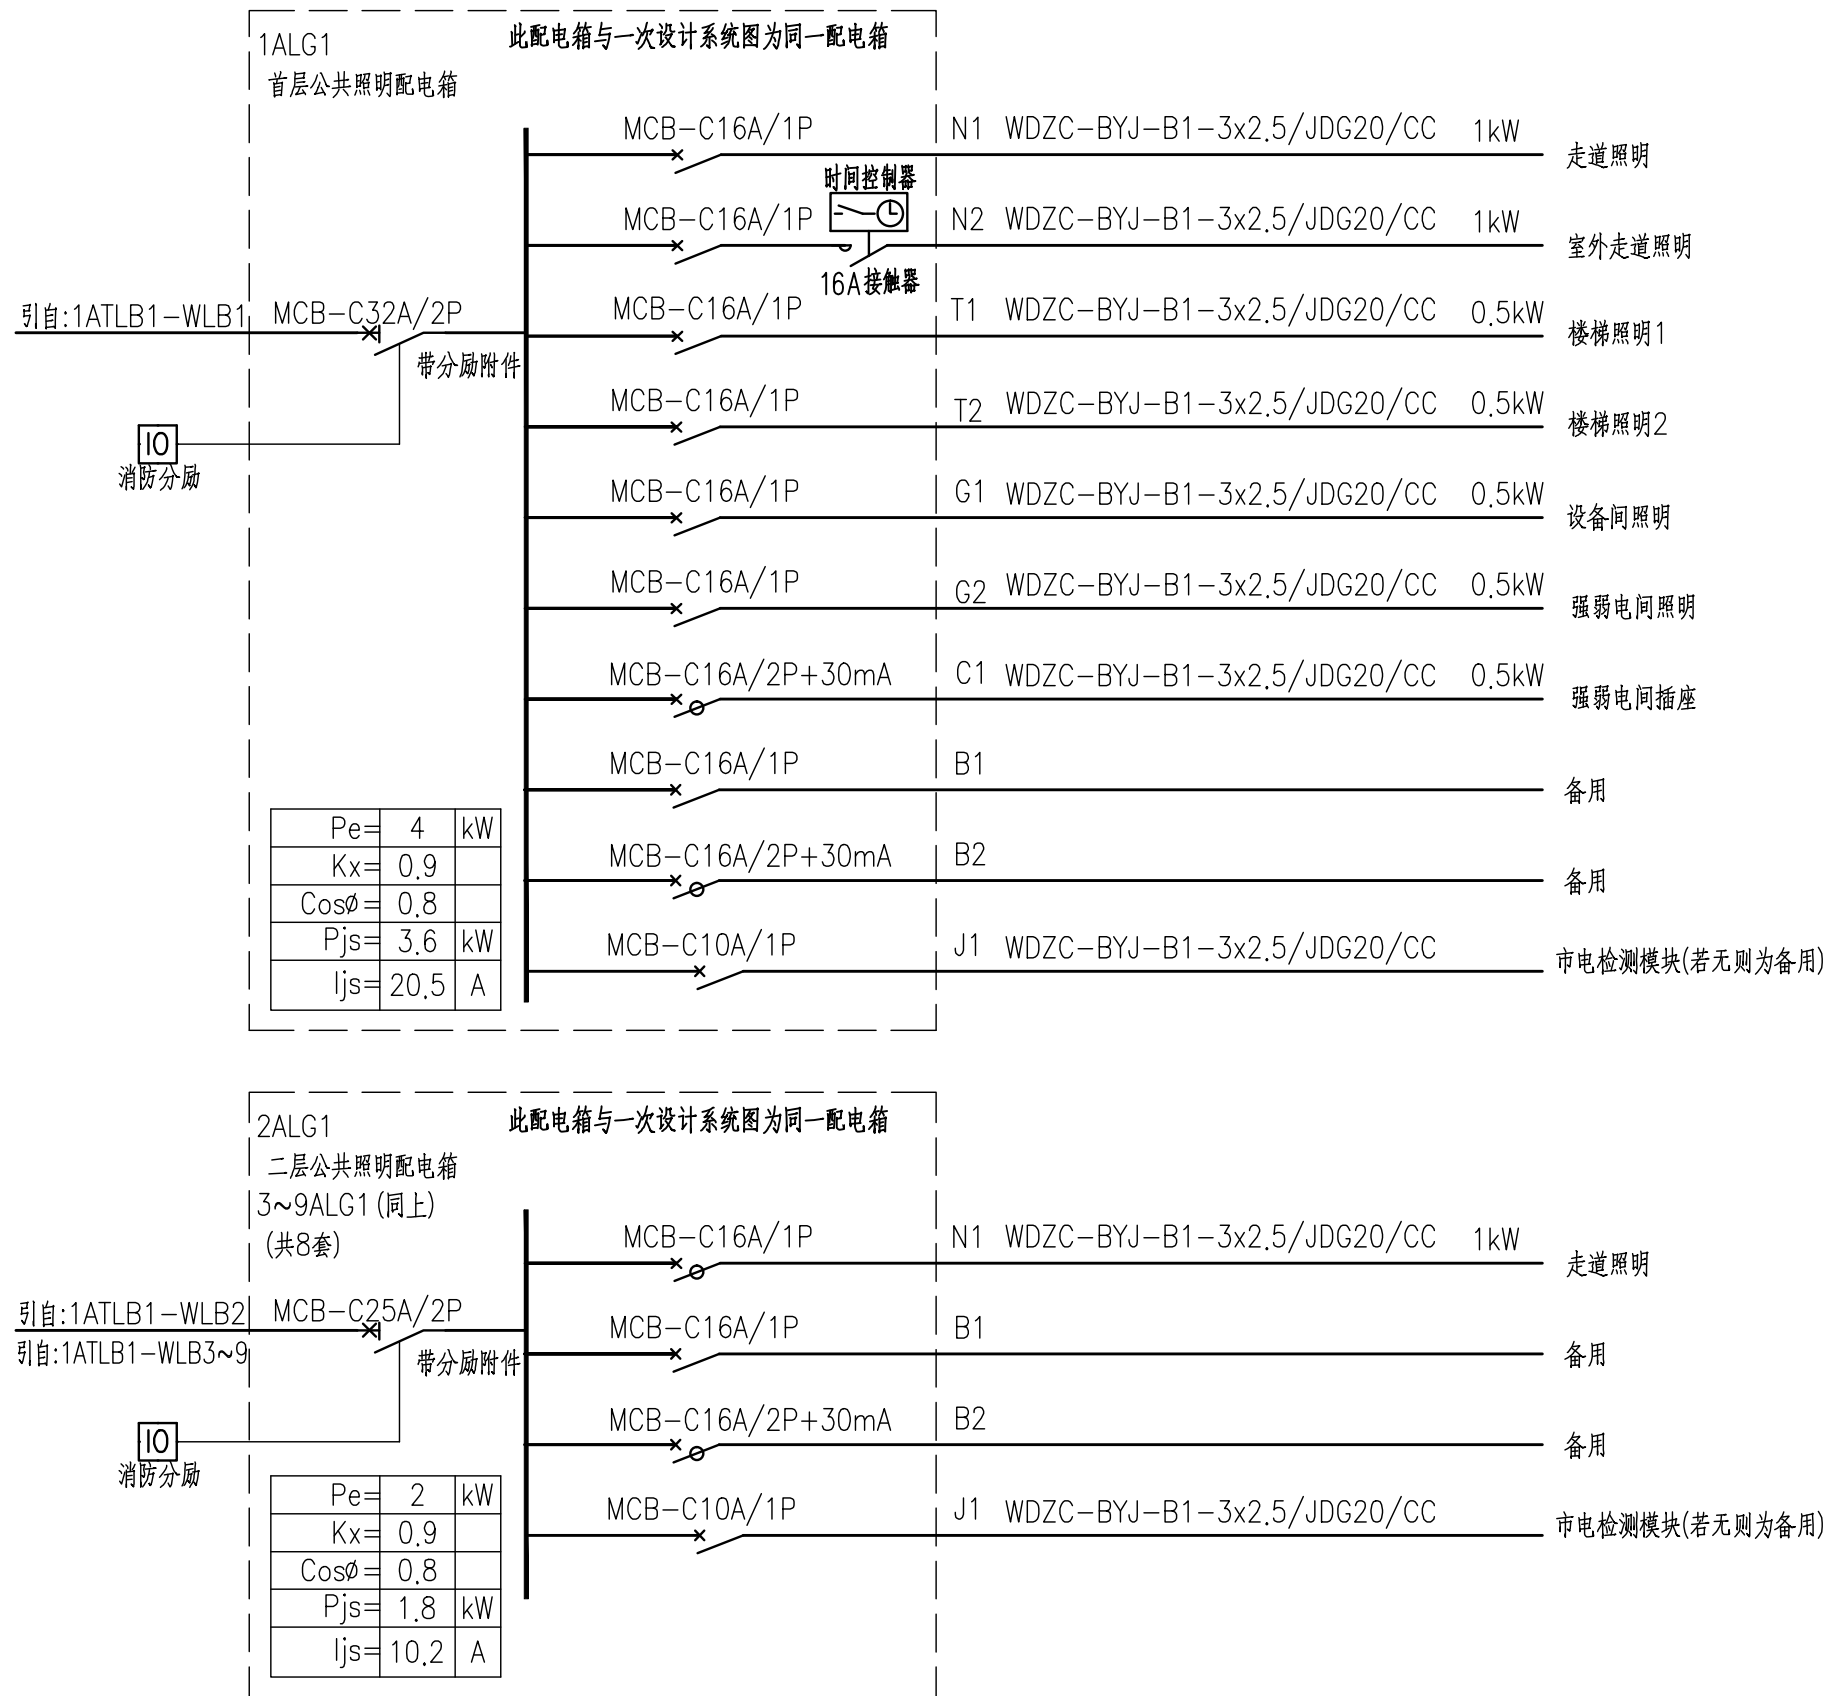 1ALG1
此配电箱与一次设计系统图为同一配电箱
首层公共照明配电箱
MCB-C16A/1P N1 WDZC-BYJ-B1-3x2.5/JDG20/CC 1kW 走道照明
时间控制器
MCB-C16A/1P N2 WDZC-BYJ-B1-3x2.5/JDG20/CC 1kW 室外走道照明
16A接触器
引自:1ATLB1-WLB1 MCB-C32A/2P
带分励附件
MCB-C16A/1P T1 WDZC-BYJ-B1-3x2.5/JDG20/CC 0.5kW 楼梯照明1
MCB-C16A/1P T2 WDZC-BYJ-B1-3x2.5/JDG20/CC 0.5kW 楼梯照明2
IO
消防分励
MCB-C16A/1P G1 WDZC-BYJ-B1-3x2.5/JDG20/CC 0.5kW 设备间照明
MCB-C16A/1P G2 WDZC-BYJ-B1-3x2.5/JDG20/CC 0.5kW 强弱电间照明
MCB-C16A/2P+30mA C1 WDZC-BYJ-B1-3x2.5/JDG20/CC 0.5kW 强弱电间插座
MCB-C16A/1P B1 备用
MCB-C16A/2P+30mA B2 备用
MCB-C10A/1P J1 WDZC-BYJ-B1-3x2.5/JDG20/CC 市电检测模块(若无则为备用)
Pe= 4 kW
Kx= 0.9
Cosø= 0.8
Pjs= 3.6 kW
Ijs= 20.5 A
2ALG1
此配电箱与一次设计系统图为同一配电箱
二层公共照明配电箱
3~9ALG1(同上)
(共8套)
MCB-C16A/1P N1 WDZC-BYJ-B1-3x2.5/JDG20/CC 1kW 走道照明
引自:1ATLB1-WLB2 MCB-C25A/2P
引自:1ATLB1-WLB3~9
带分励附件
MCB-C16A/1P B1 备用
IO
消防分励
MCB-C16A/2P+30mA B2 备用
MCB-C10A/1P J1 WDZC-BYJ-B1-3x2.5/JDG20/CC 市电检测模块(若无则为备用)
Pe= 2 kW
Kx= 0.9
Cosø= 0.8
Pjs= 1.8 kW
Ijs= 10.2 A